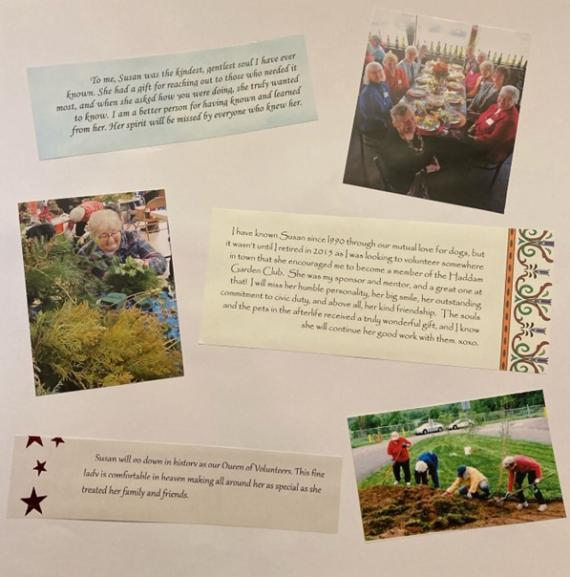 To me, Susan was the kindest, gentlest soul I have ever
known. She had a gift for reaching out to those who needed it
most, and when she asked how you were doing, she truly wanted
to know. I am a better person for having known and learned
from her. Her spirit will be missed by everyone who knew her.
I have known Susan since 1990 through our mutual love for dogs, but
it wasn't until I retired in 2015 as I was looking to volunteer somewhere
in town that she encouraged me to become a member of the Haddam
Garden Club. She was my sponsor and mentor, and a great one at
that! I will miss her humble personality, her big smile, her outstanding
commitment to civic duty, and above all, her kind friendship. The souls
and the pets in the afterlife received a truly wonderful gift, and I know
she will continue her good work with them. xoxo.
Susan will go down in history as our Queen of Volunteers. This fine
lady is comfortable in heaven making all around her as special as she
treated her family and friends.